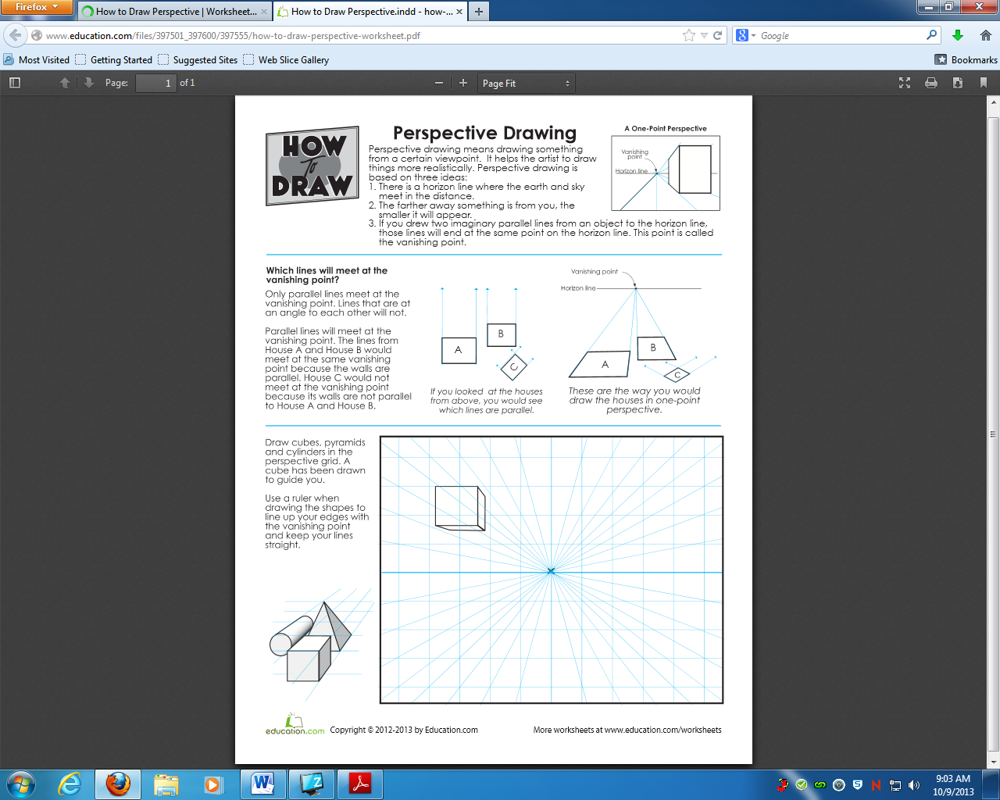 Firefox
How to Draw Perspective | Workshee...
How to Draw Perspective.indd - how-...
www.education.com/files/397501_397600/397555/how-to-draw-perspective-worksheet.pdf
Google
Most Visited
Getting Started
Suggested Sites
Web Slice Gallery
Bookmarks
Page:
1
of 1
Page Fit
HOW
To
DRAW
Perspective Drawing
Perspective drawing means drawing something
from a certain viewpoint. It helps the artist to draw
things more realistically. Perspective drawing is
based on three ideas:
1. There is a horizon line where the earth and sky
meet in the distance.
2. The farther away something is from you, the
smaller it will appear.
3. If you drew two imaginary parallel lines from an object to the horizon line,
those lines will end at the same point on the horizon line. This point is called
the vanishing point.
A One-Point Perspective
Vanishing
point
Horizon line
Which lines will meet at the
vanishing point?
Only parallel lines meet at the
vanishing point. Lines that are at
an angle to each other will not.
Parallel lines will meet at the
vanishing point. The lines from
House A and House B would
meet at the same vanishing
point because the walls are
parallel. House C would not
meet at the vanishing point
because its walls are not parallel
to House A and House B.
A
B
C
If you looked at the houses
from above, you would see
which lines are parallel.
Vanishing point
Horizon line
A
B
C
These are the way you would
draw the houses in one-point
perspective.
Draw cubes, pyramids
and cylinders in the
perspective grid. A
cube has been drawn
to guide you.
Use a ruler when
drawing the shapes to
line up your edges with
the vanishing point
and keep your lines
straight.
education.com
Copyright © 2012-2013 by Education.com
More worksheets at www.education.com/worksheets
9:03 AM
10/9/2013